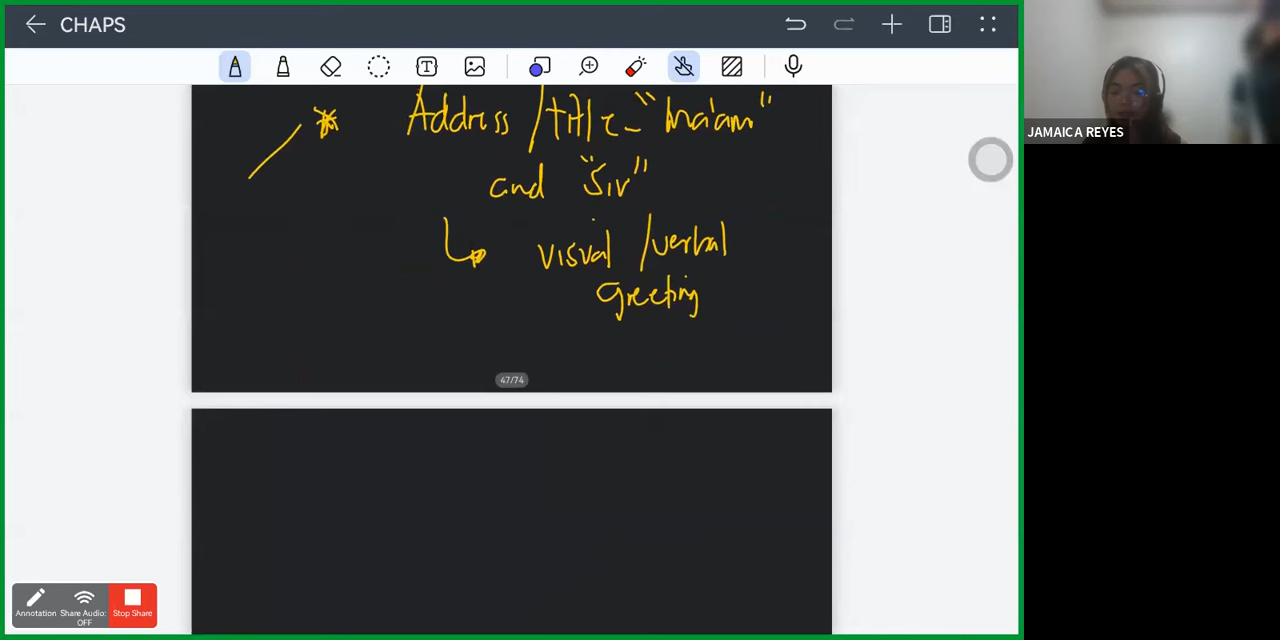 CHAPS
JAMAICA REYES
* Address / title - "Ma'am"
and "Sir"
↳ visual / verbal
greeting
47/74
Annotation
Share Audio: OFF
Stop Share